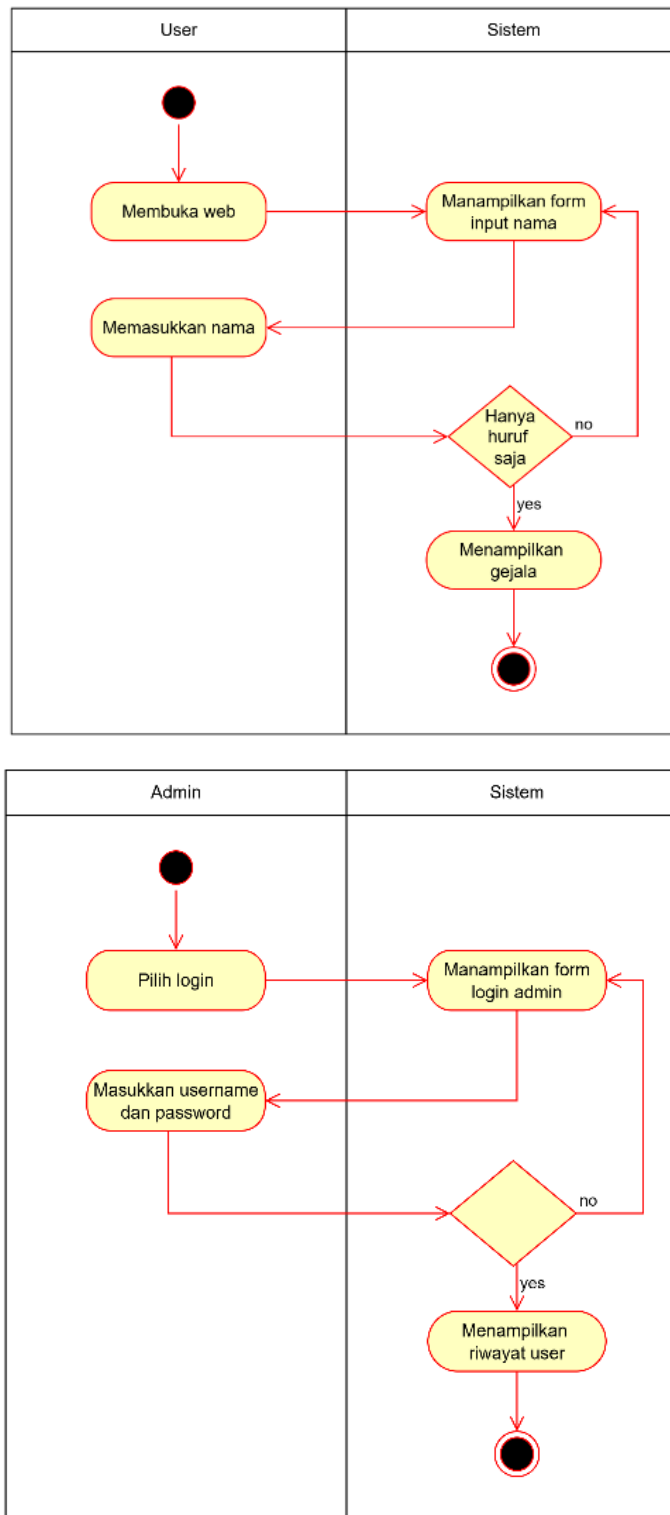 User
Sistem
Membuka web
Manampilkan form
input nama
Memasukkan nama
Hanya
huruf
saja
no
yes
Menampilkan
gejala
Admin
Sistem
Pilih login
Manampilkan form
login admin
Masukkan username
dan password
no
yes
Menampilkan
riwayat user